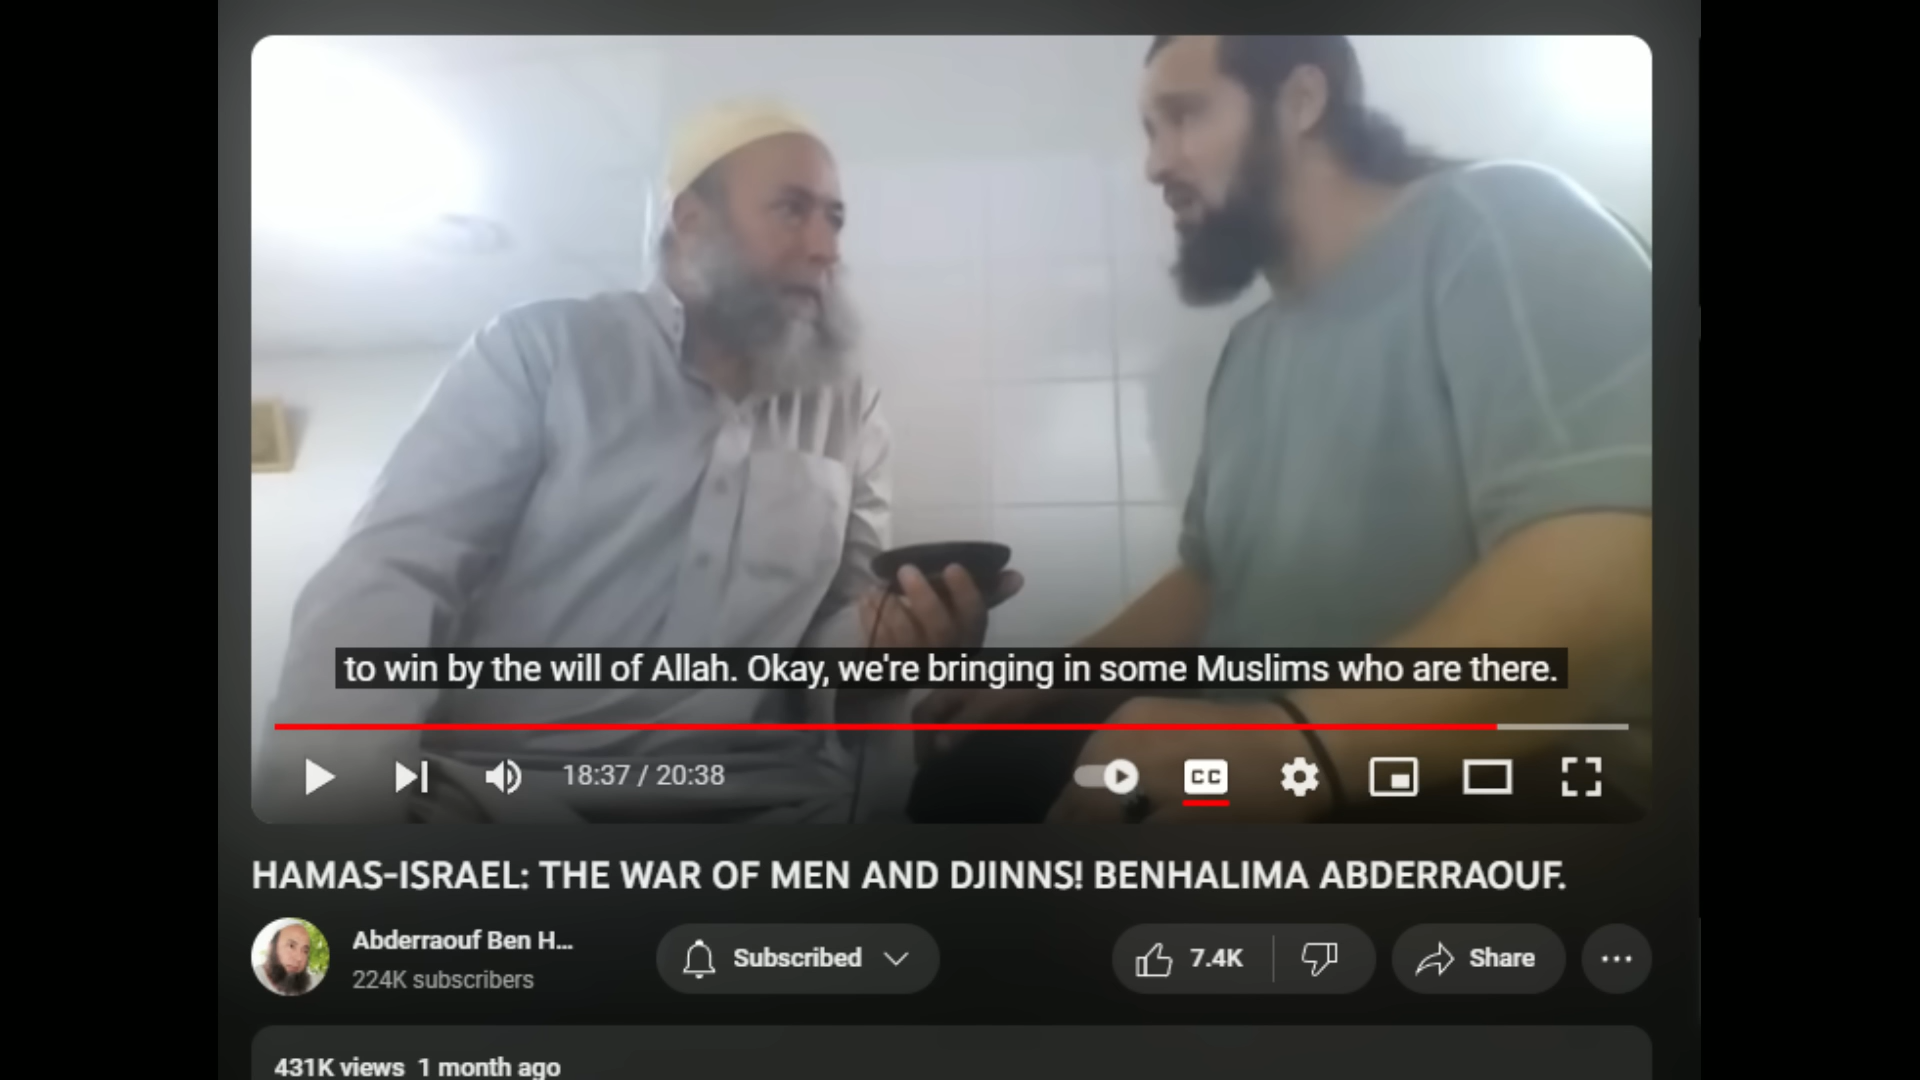 to win by the will of Allah. Okay, we're bringing in some Muslims who are there.
18:37 / 20:38
CC
HAMAS-ISRAEL: THE WAR OF MEN AND DJINNS! BENHALIMA ABDERRAOUF.
Abderraouf Ben H...
224K subscribers
Subscribed
7.4K
Share
431K views 1 month ago